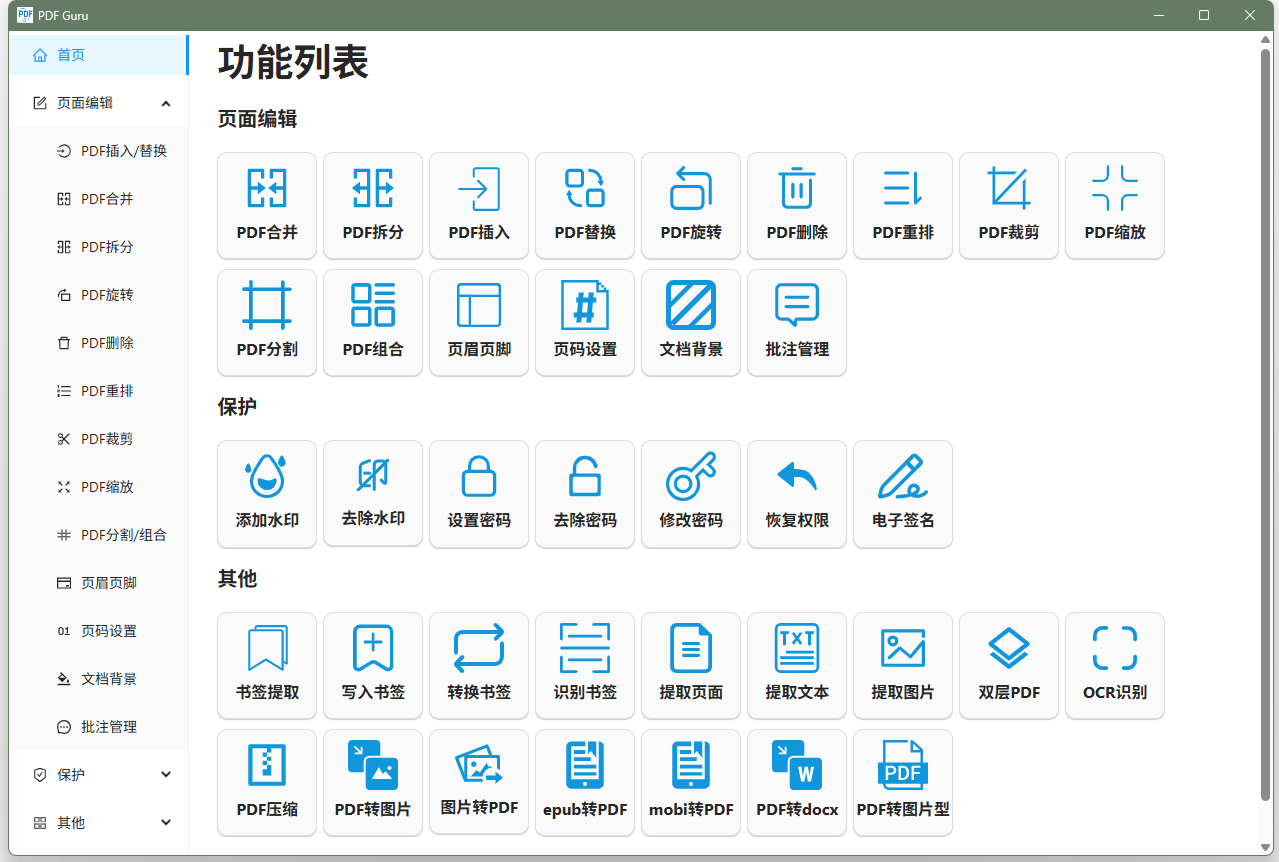 PDF Guru
首页
页面编辑
PDF插入/替换
PDF合并
PDF拆分
PDF旋转
PDF删除
PDF重排
PDF裁剪
PDF缩放
PDF分割/组合
页眉页脚
01 页码设置
文档背景
批注管理
保护
其他
功能列表
页面编辑
PDF合并 PDF拆分 PDF插入 PDF替换 PDF旋转 PDF删除 PDF重排 PDF裁剪 PDF缩放
PDF分割 PDF组合 页眉页脚 页码设置 文档背景 批注管理
保护
添加水印 去除水印 设置密码 去除密码 修改密码 恢复权限 电子签名
其他
TXT
书签提取 写入书签 转换书签 识别书签 提取页面 提取文本 提取图片 双层PDF OCR识别
W PDF
PDF压缩 PDF转图片 图片转PDF epub转PDF mobi转PDF PDF转docx PDF转图片型